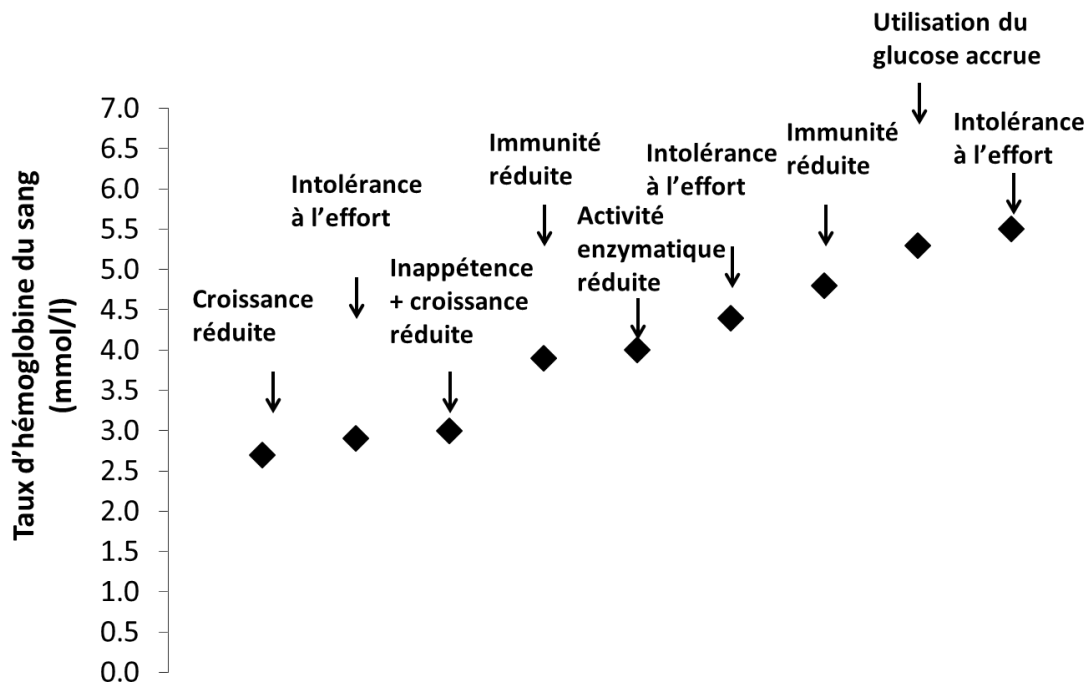 Utilisation du
glucose accrue
Intolérance
à l’effort
Immunité
réduite
Intolérance
à l’effort
Immunité
réduite
Activité
enzymatique
réduite
Intolérance
à l’effort
Inappétence
+ croissance
réduite
Croissance
réduite
Taux d’hémoglobine du sang
(mmol/l)
7.0
6.5
6.0
5.5
5.0
4.5
4.0
3.5
3.0
2.5
2.0
1.5
1.0
0.5
0.0